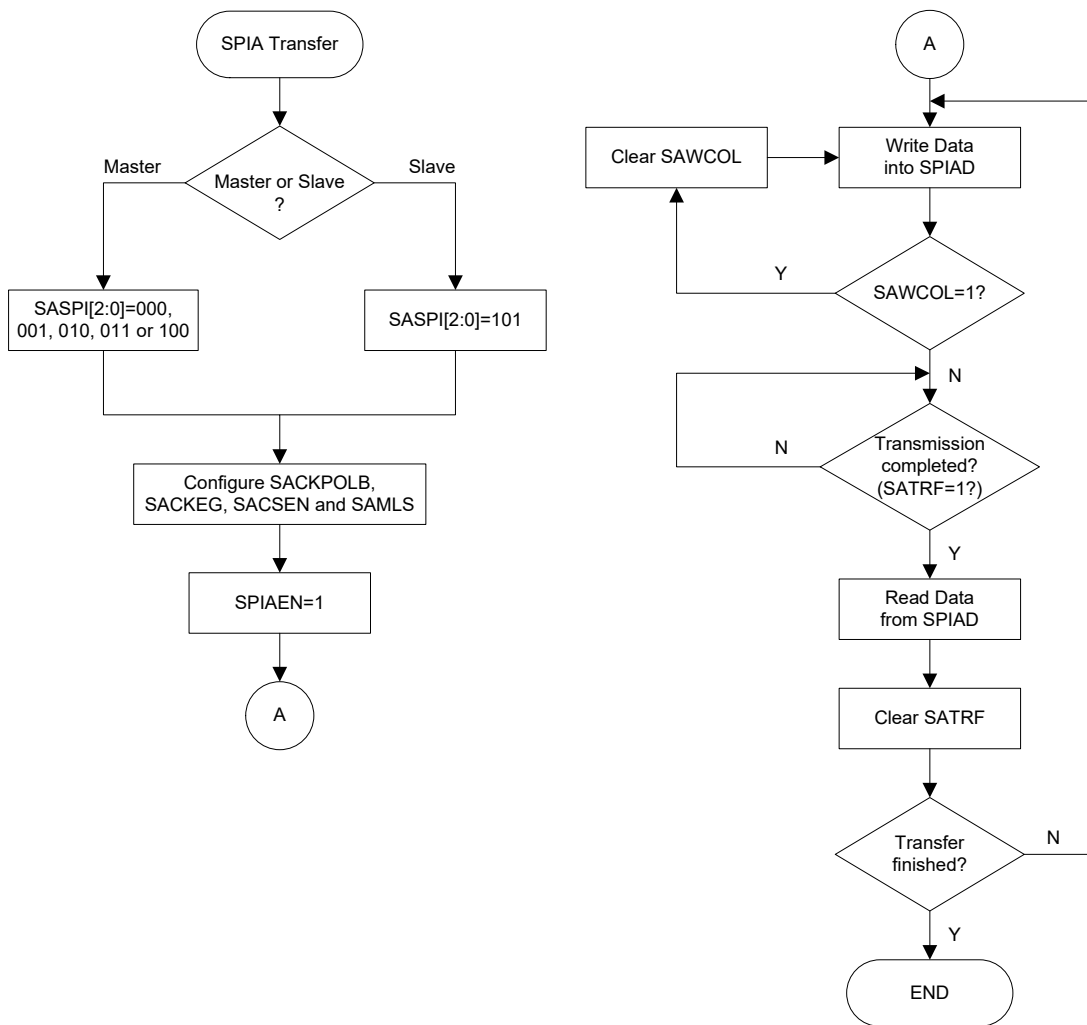 SPIA Transfer
Master
Slave
Master or Slave
?
SASPI[2:0]=000,
001, 010, 011 or 100
SASPI[2:0]=101
Configure SACKPOLB,
SACKEG, SACSEN and SAMLS
SPIAEN=1
A
A
Clear SAWCOL
Write Data
into SPIAD
Y
SAWCOL=1?
N
N
Transmission
completed?
(SATRF=1?)
Y
Read Data
from SPIAD
Clear SATRF
Transfer
finished?
N
Y
END